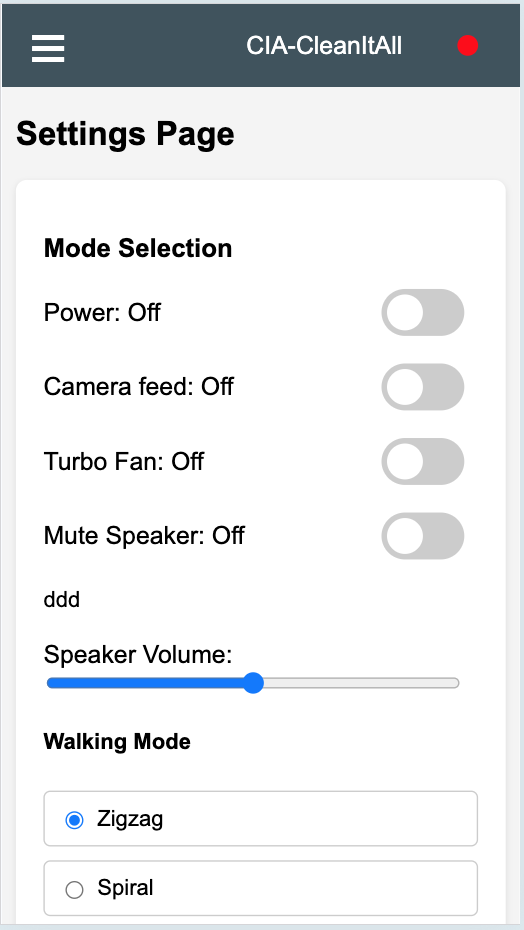 CIA-CleanItAll
Settings Page
Mode Selection
Power: Off
Camera feed: Off
Turbo Fan: Off
Mute Speaker: Off
ddd
Speaker Volume:
Walking Mode
Zigzag
Spiral